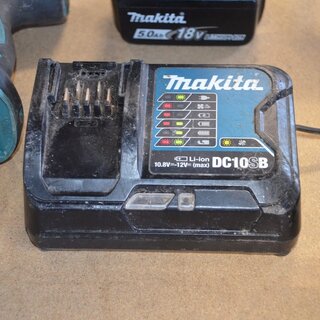 makita
5.0Ah 18V
makita
Li-ion
10.8V⎓-12V⎓ (max) DC10SB